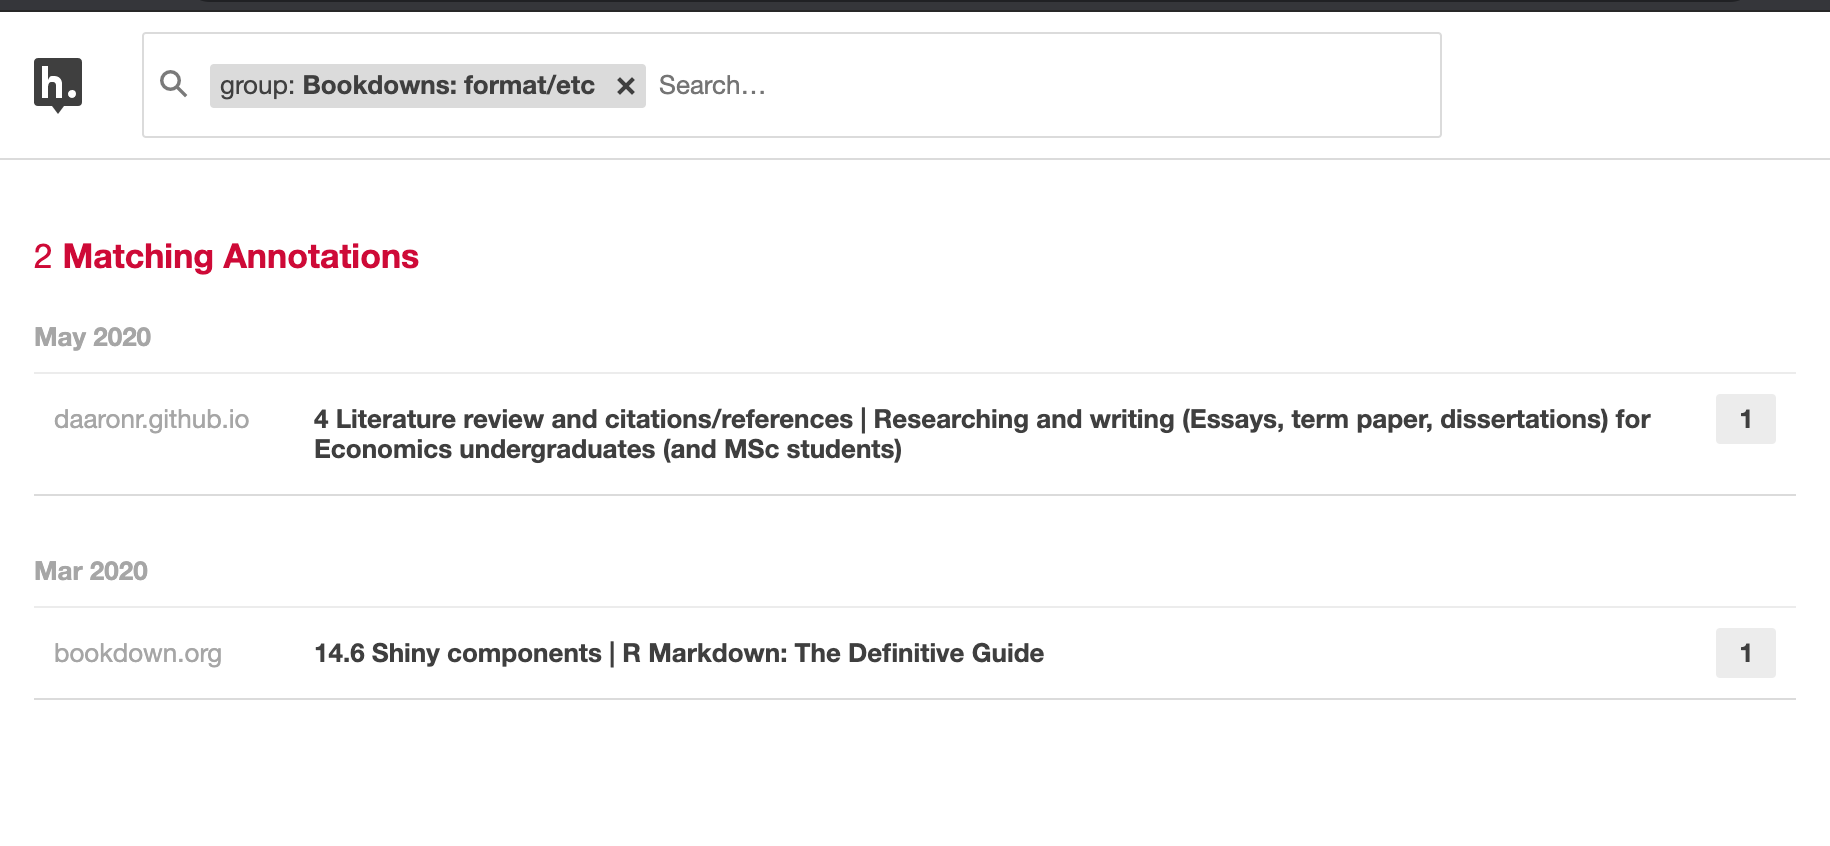 h.
group: Bookdowns: format/etc ✕ Search…
2 Matching Annotations
May 2020
daaronr.github.io
4 Literature review and citations/references | Researching and writing (Essays, term paper, dissertations) for
Economics undergraduates (and MSc students)
1
Mar 2020
bookdown.org
14.6 Shiny components | R Markdown: The Definitive Guide
1